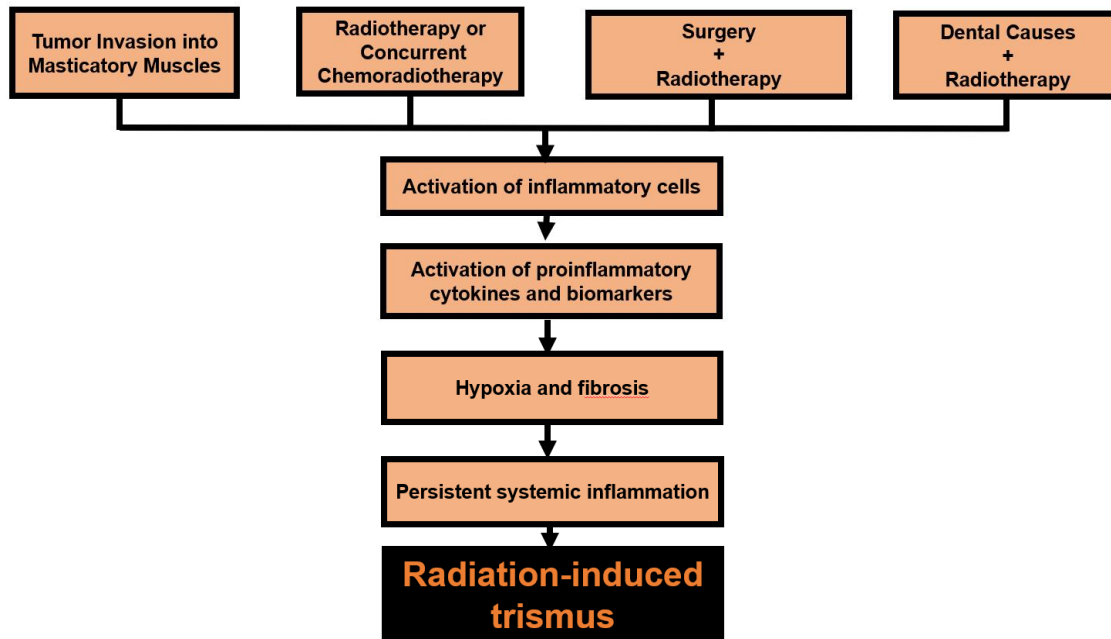 Tumor Invasion into
Masticatory Muscles
Radiotherapy or
Concurrent
Chemoradiotherapy
Surgery
+
Radiotherapy
Dental Causes
+
Radiotherapy
Activation of inflammatory cells
Activation of proinflammatory
cytokines and biomarkers
Hypoxia and fibrosis
Persistent systemic inflammation
Radiation-induced
trismus